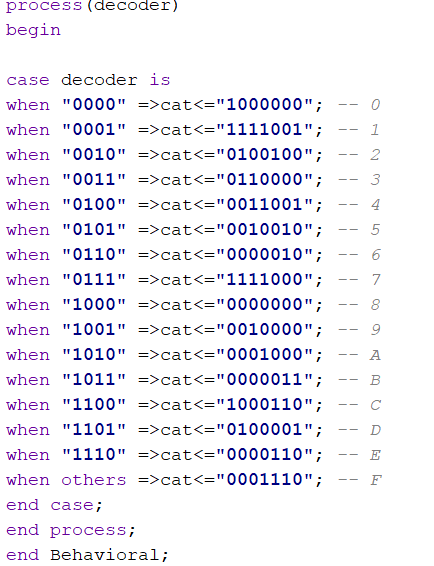 process(decoder)
begin
case decoder is
when "0000" =>cat<="1000000"; -- 0
when "0001" =>cat<="1111001"; -- 1
when "0010" =>cat<="0100100"; -- 2
when "0011" =>cat<="0110000"; -- 3
when "0100" =>cat<="0011001"; -- 4
when "0101" =>cat<="0010010"; -- 5
when "0110" =>cat<="0000010"; -- 6
when "0111" =>cat<="1111000"; -- 7
when "1000" =>cat<="0000000"; -- 8
when "1001" =>cat<="0010000"; -- 9
when "1010" =>cat<="0001000"; -- A
when "1011" =>cat<="0000011"; -- B
when "1100" =>cat<="1000110"; -- C
when "1101" =>cat<="0100001"; -- D
when "1110" =>cat<="0000110"; -- E
when others =>cat<="0001110"; -- F
end case;
end process;
end Behavioral;